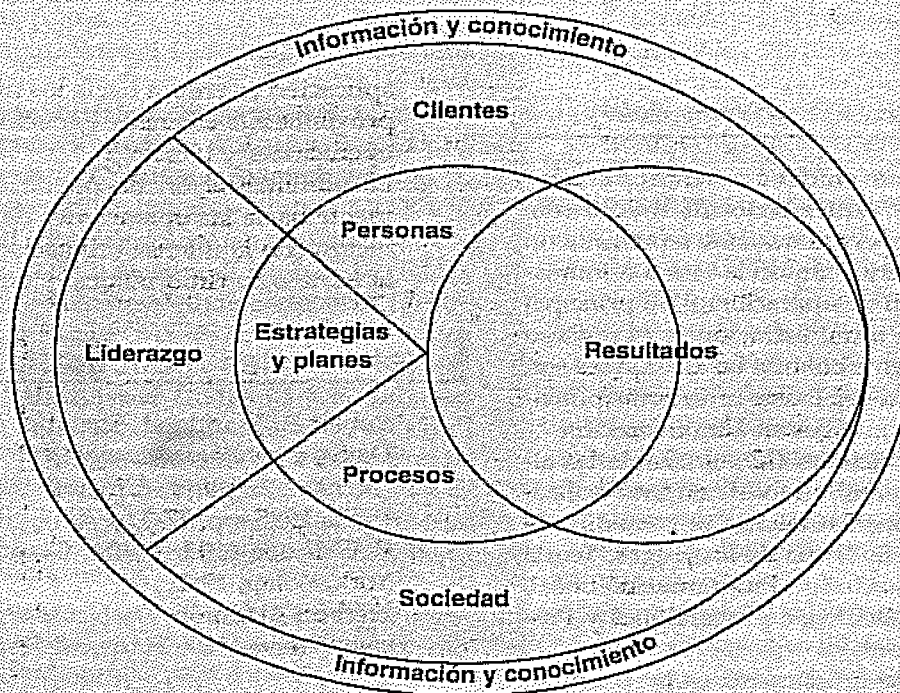 Información y conocimiento
Clientes
Personas
Liderazgo
Estrategias
y planes
Resultados
Procesos
Sociedad
Información y conocimiento